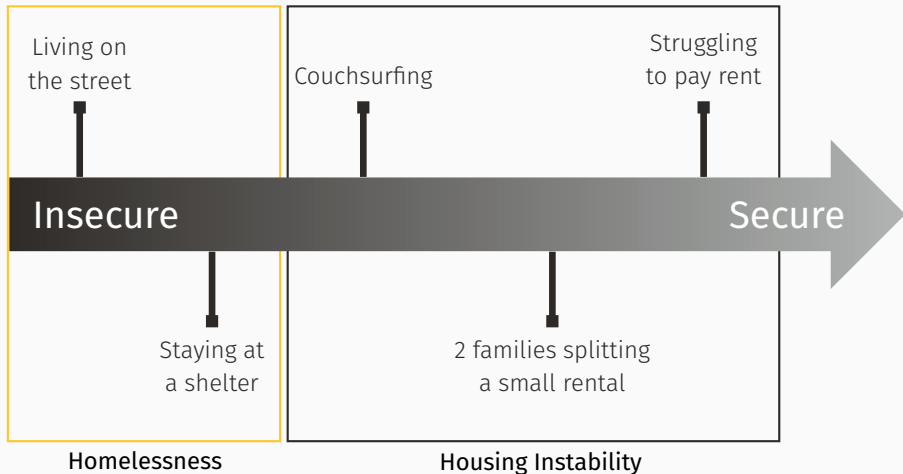 Living on
the street
Couchsurfing
Struggling
to pay rent
Insecure
Secure
Staying at
a shelter
2 families splitting
a small rental
Homelessness
Housing Instability